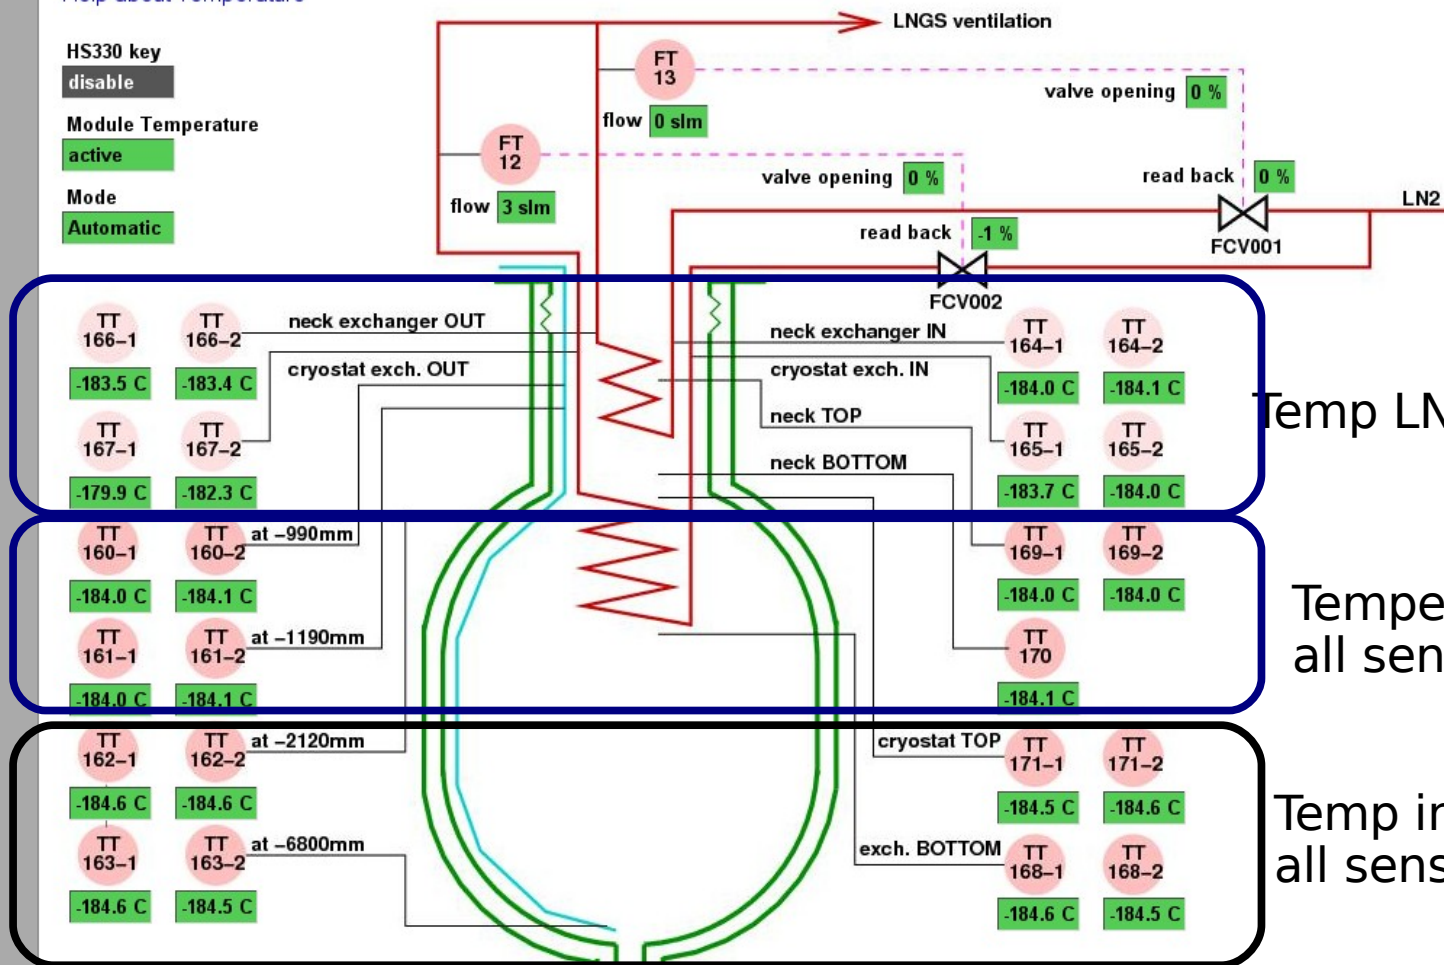 Help about Temperature
LNGS ventilation
HS330 key
disable
FT
13
valve opening 0 %
flow 0 slm
Module Temperature
active
FT
12
valve opening 0 %
read back 0 %
Mode
Automatic
flow 3 slm
LN2
read back -1 %
FCV001
FCV002
TT
166–1
TT
166–2
neck exchanger OUT
neck exchanger IN
TT
164–1
TT
164–2
-183.5 C
-183.4 C
cryostat exch. OUT
cryostat exch. IN
-184.0 C
-184.1 C
Temp
neck TOP
TT
167–1
TT
167–2
TT
165–1
TT
165–2
neck BOTTOM
-179.9 C
-182.3 C
-183.7 C
-184.0 C
TT
160–1
TT
160–2
at –990mm
TT
169–1
TT
169–2
-184.0 C
-184.1 C
-184.0 C
-184.0 C
TT
161–1
TT
161–2
at –1190mm
TT
170
all
-184.0 C
-184.1 C
-184.1 C
TT
162–1
TT
162–2
at –2120mm
cryostat TOP
TT
171–1
TT
171–2
-184.6 C
-184.6 C
-184.5 C
-184.6 C
Temp
TT
163–1
TT
163–2
at –6800mm
exch. BOTTOM
TT
168–1
TT
168–2
all
-184.6 C
-184.5 C
-184.6 C
-184.5 C